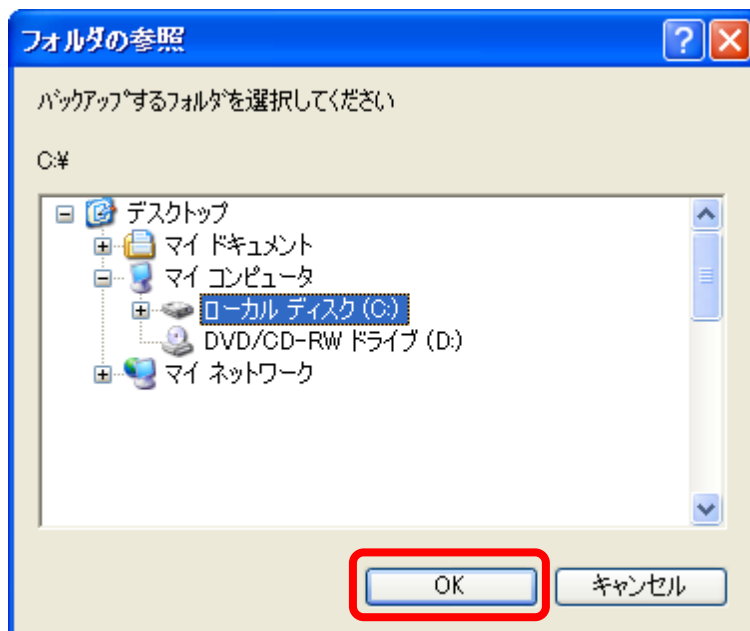 フォルダの参照
バックアップするフォルダを選択してください
C:¥
デスクトップ
マイ ドキュメント
マイ コンピュータ
ローカル ディスク (C:)
DVD/CD-RW ドライブ (D:)
マイ ネットワーク
OK キャンセル